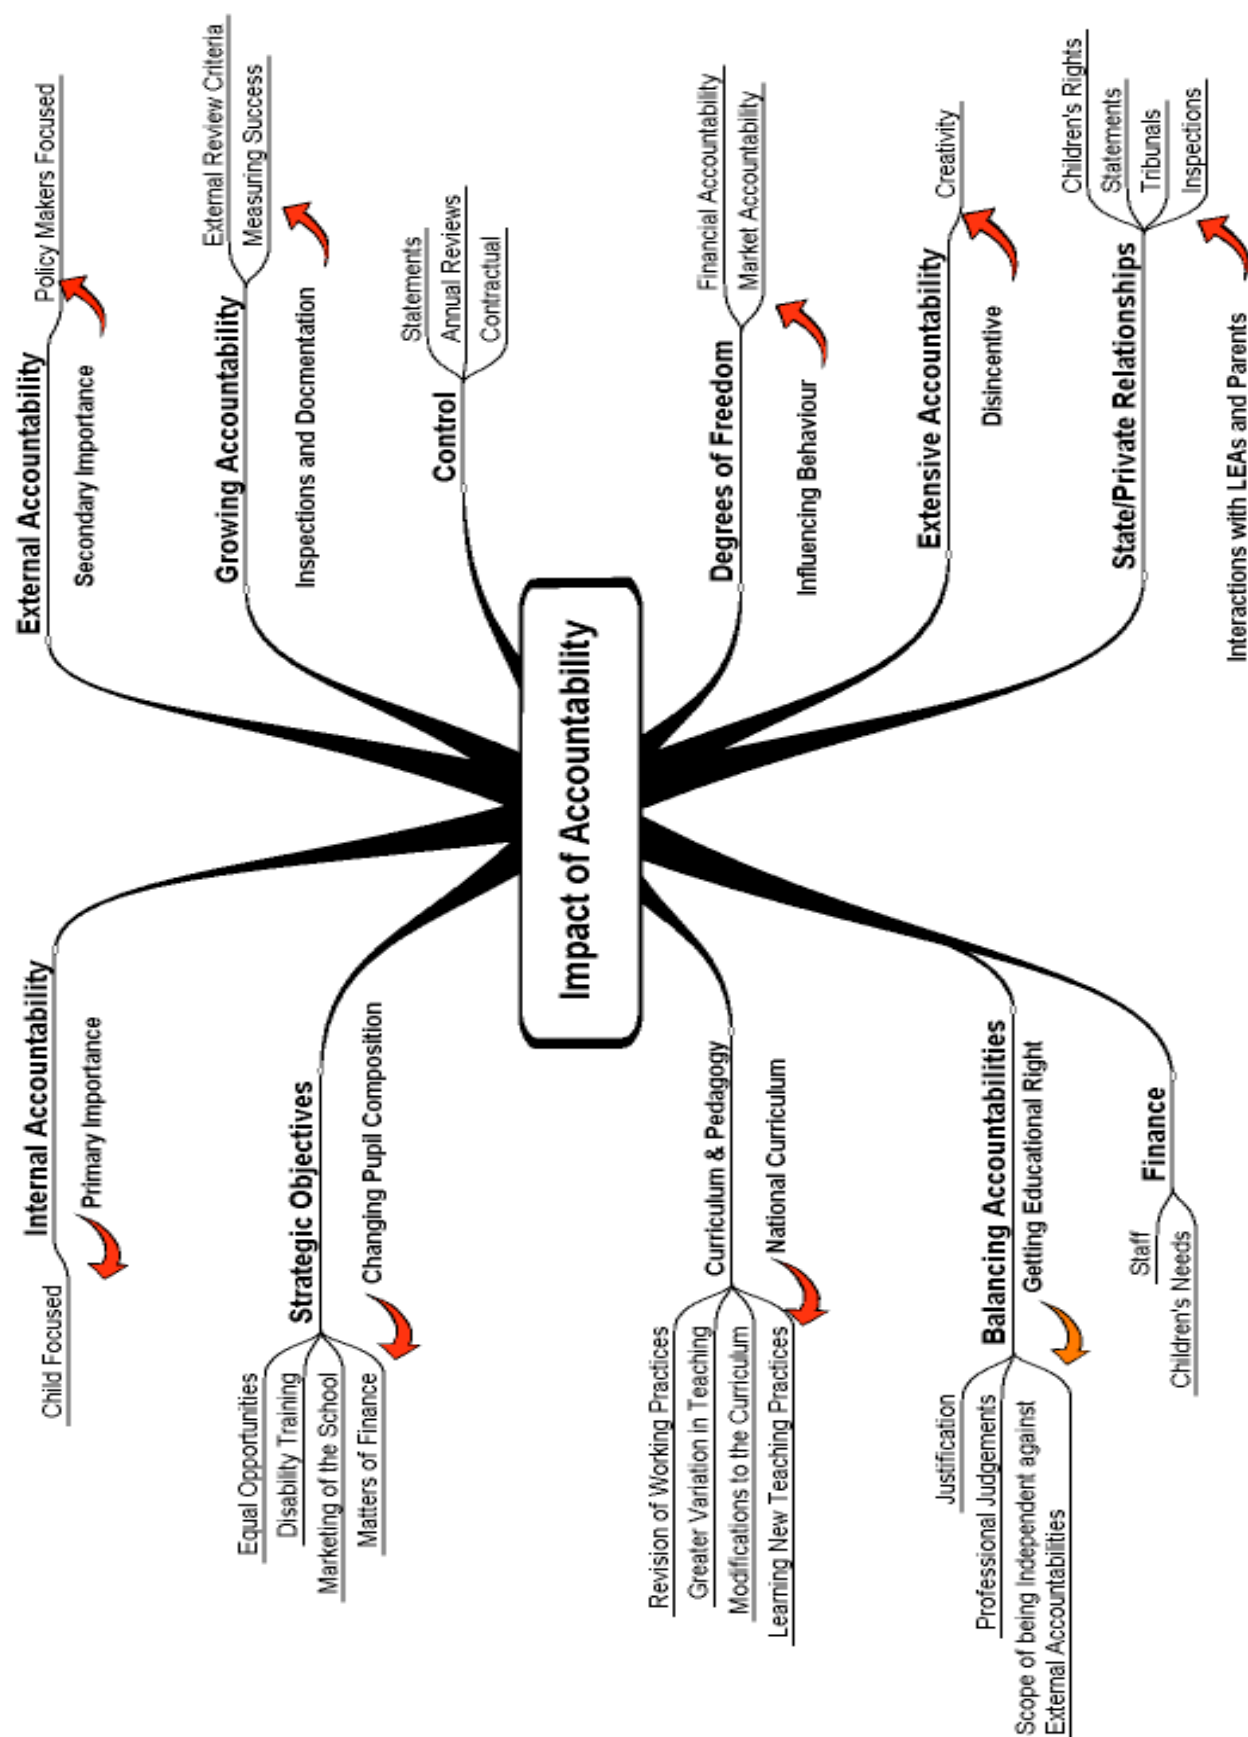 Impact of Accountability
External Accountability
Policy Makers Focused
Secondary Importance
Growing Accountability
External Review Criteria
Measuring Success
Inspections and Docmentation
Control
Statements
Annual Reviews
Contractual
Degrees of Freedom
Financial Accountability
Market Accountability
Influencing Behaviour
Extensive Accountability
Creativity
Disincentive
State/Private Relationships
Children's Rights
Statements
Tribunals
Inspections
Interactions with LEAs and Parents
Internal Accountability
Child Focused
Primary Importance
Strategic Objectives
Equal Opportunities
Disability Training
Marketing of the School
Matters of Finance
Changing Pupil Composition
Curriculum & Pedagogy
Revision of Working Practices
Greater Variation in Teaching
Modifications to the Curriculum
Learning New Teaching Practices
National Curriculum
Balancing Accountabilities
Justification
Professional Judgements
Scope of being Independent against
External Accountabilities
Getting Educational Right
Finance
Staff
Children's Needs